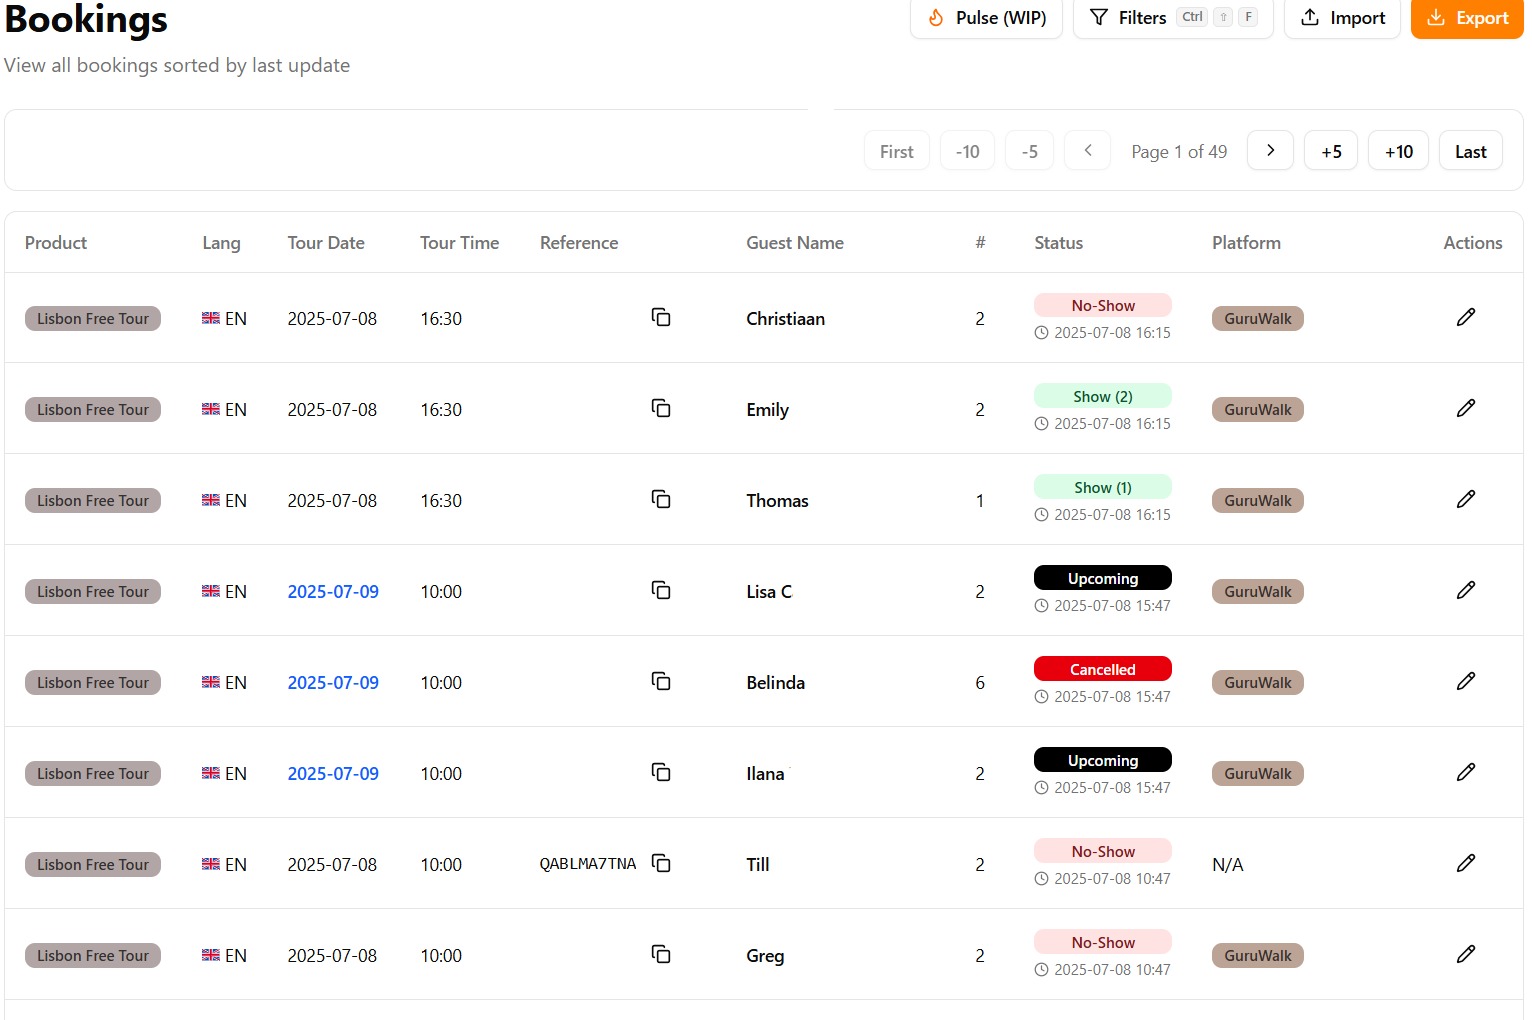 Bookings
Pulse (WIP) Filters Ctrl ⇧ F Import Export
View all bookings sorted by last update
First -10 -5 < Page 1 of 49 > +5 +10 Last
Product Lang Tour Date Tour Time Reference Guest Name # Status Platform Actions
Lisbon Free Tour EN 2025-07-08 16:30 Christiaan 2 No-Show GuruWalk
2025-07-08 16:15
Lisbon Free Tour EN 2025-07-08 16:30 Emily 2 Show (2) GuruWalk
2025-07-08 16:15
Lisbon Free Tour EN 2025-07-08 16:30 Thomas 1 Show (1) GuruWalk
2025-07-08 16:15
Lisbon Free Tour EN 2025-07-09 10:00 Lisa C 2 Upcoming GuruWalk
2025-07-08 15:47
Lisbon Free Tour EN 2025-07-09 10:00 Belinda 6 Cancelled GuruWalk
2025-07-08 15:47
Lisbon Free Tour EN 2025-07-09 10:00 Ilana 2 Upcoming GuruWalk
2025-07-08 15:47
Lisbon Free Tour EN 2025-07-08 10:00 QABLMA7TNA Till 2 No-Show N/A
2025-07-08 10:47
Lisbon Free Tour EN 2025-07-08 10:00 Greg 2 No-Show GuruWalk
2025-07-08 10:47